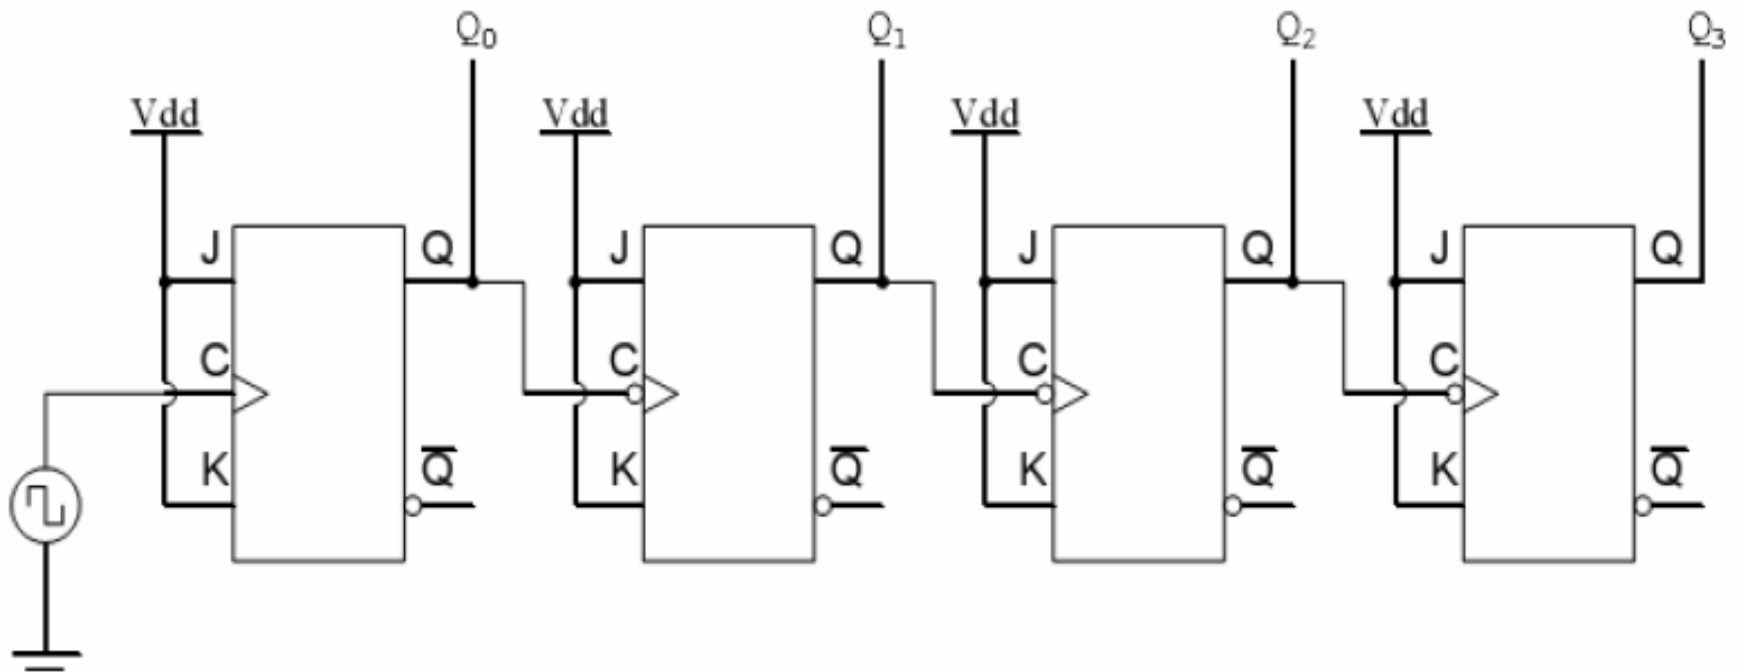 Q0 Q1 Q2 Q3
Vdd Vdd Vdd Vdd
J Q J Q J Q J Q
C C C C
K Q̅ K Q̅ K Q̅ K Q̅